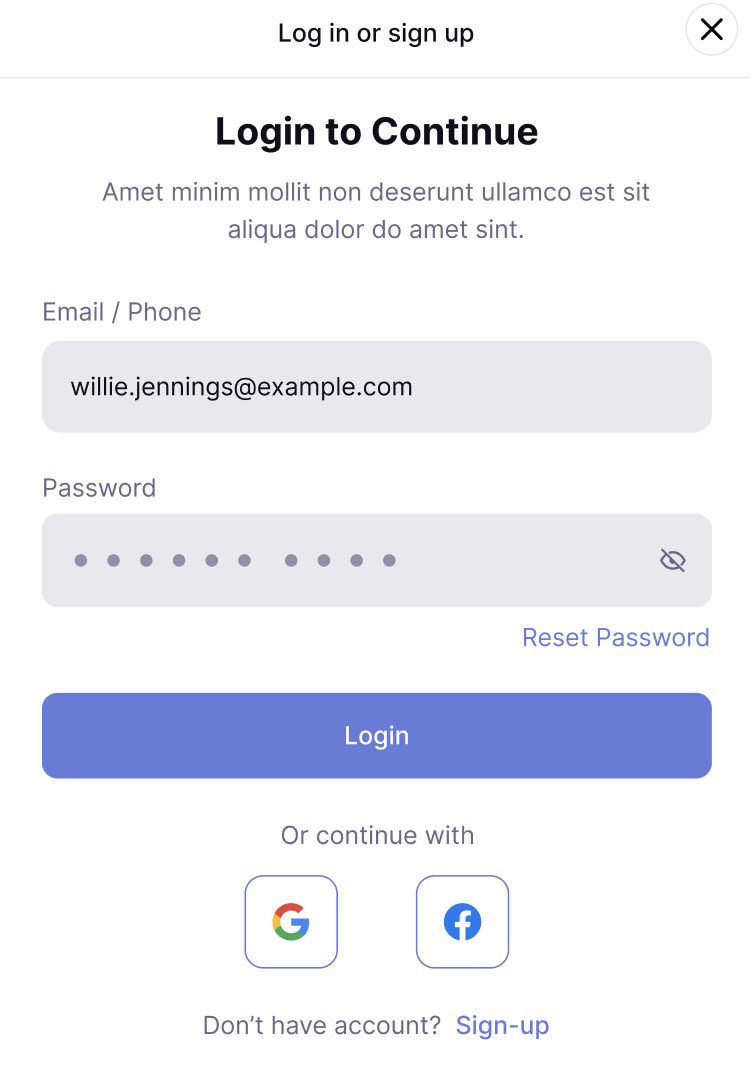 Log in or sign up
Login to Continue
Amet minim mollit non deserunt ullamco est sit
aliqua dolor do amet sint.
Email / Phone
willie.jennings@example.com
Password
Reset Password
Login
Or continue with
Don’t have account? Sign-up